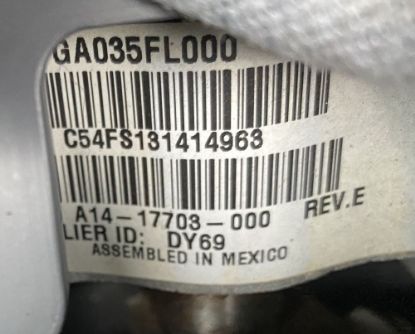 GA035FL000
C54FS131414963
A14-17703-000 REV.E
LIER ID: DY69
ASSEMBLED IN MEXICO